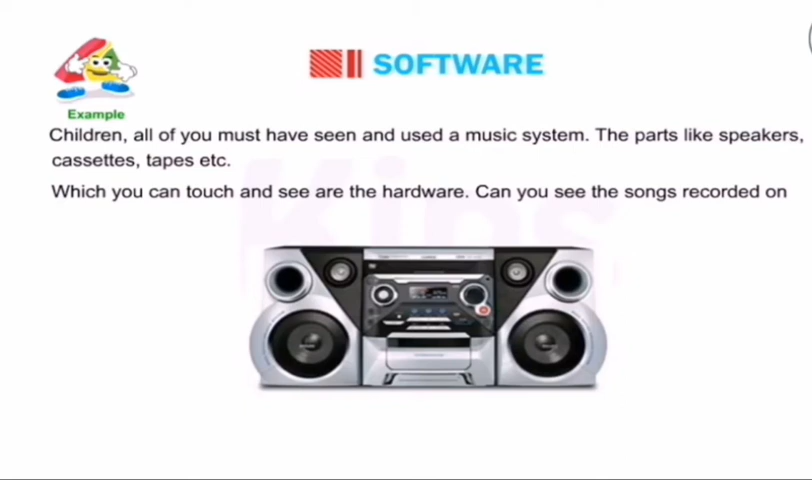 SOFTWARE
Example
Children, all of you must have seen and used a music system. The parts like speakers,
cassettes, tapes etc.
Which you can touch and see are the hardware. Can you see the songs recorded on
Kids